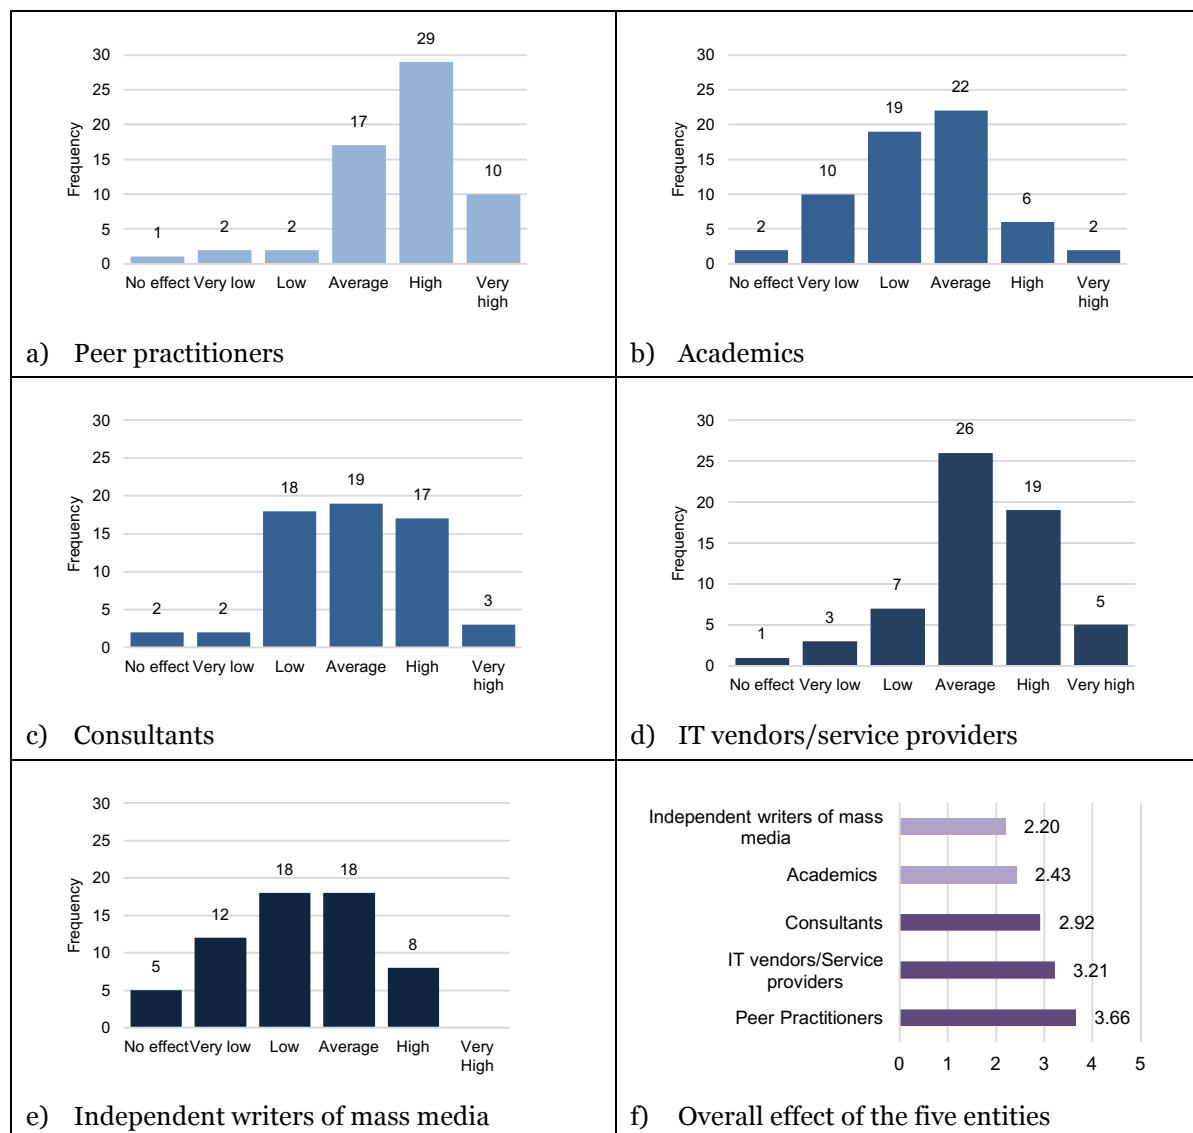 30
25
20
15
10
5
0
Frequency
1
2
2
17
29
10
No effect Very low Low Average High Very
high
a) Peer practitioners
30
25
20
15
10
5
0
Frequency
2
10
19
22
6
2
No effect Very low Low Average High Very
high
b) Academics
30
25
20
15
10
5
0
Frequency
2
2
18
19
17
3
No effect Very low Low Average High Very
high
c) Consultants
30
25
20
15
10
5
0
Frequency
1
3
7
26
19
5
No effect Very low Low Average High Very high
d) IT vendors/service providers
30
25
20
15
10
5
0
Frequency
5
12
18
18
8
No effect Very low Low Average High Very
High
e) Independent writers of mass media
Independent writers of mass
media
2.20
Academics
2.43
Consultants
2.92
IT vendors/Service
providers
3.21
Peer Practitioners
3.66
0 1 2 3 4 5
f) Overall effect of the five entities